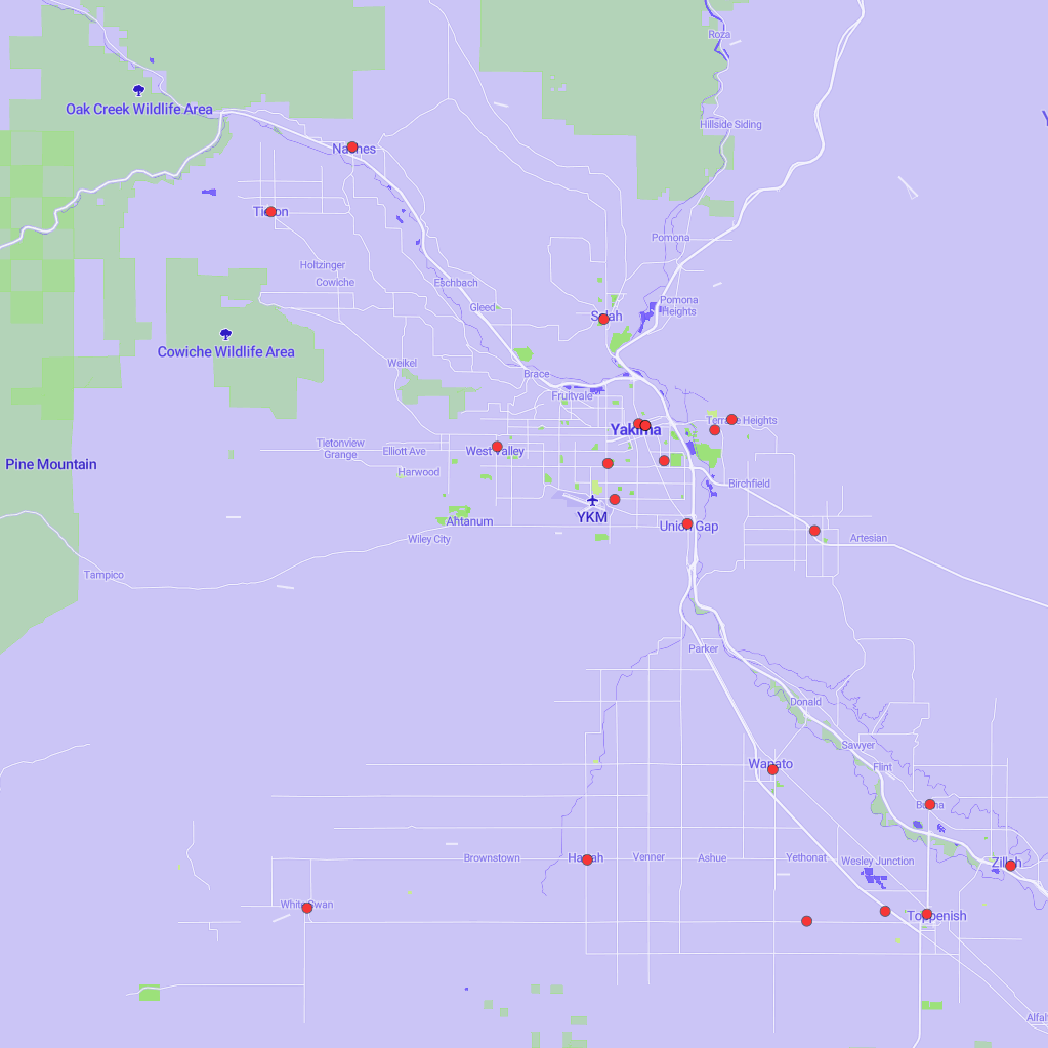 Roza
Oak Creek Wildlife Area
Hillside Siding
Naches
Tieton
Pomona
Holtzinger
Cowiche
Eschbach
Gleed
Pomona
Heights
Selah
Cowiche Wildlife Area
Weikel
Brace
Fruitvale
Terrace Heights
Yakima
Tietonview
Grange
Elliott Ave
West Valley
Pine Mountain
Harwood
Birchfield
YKM
Ahtanum
Union Gap
Wiley City
Artesian
Tampico
Parker
Donald
Sawyer
Wapato
Flint
Buena
Brownstown
Harrah
Venner
Ashue
Yethonat
Wesley Junction
Zillah
White Swan
Toppenish